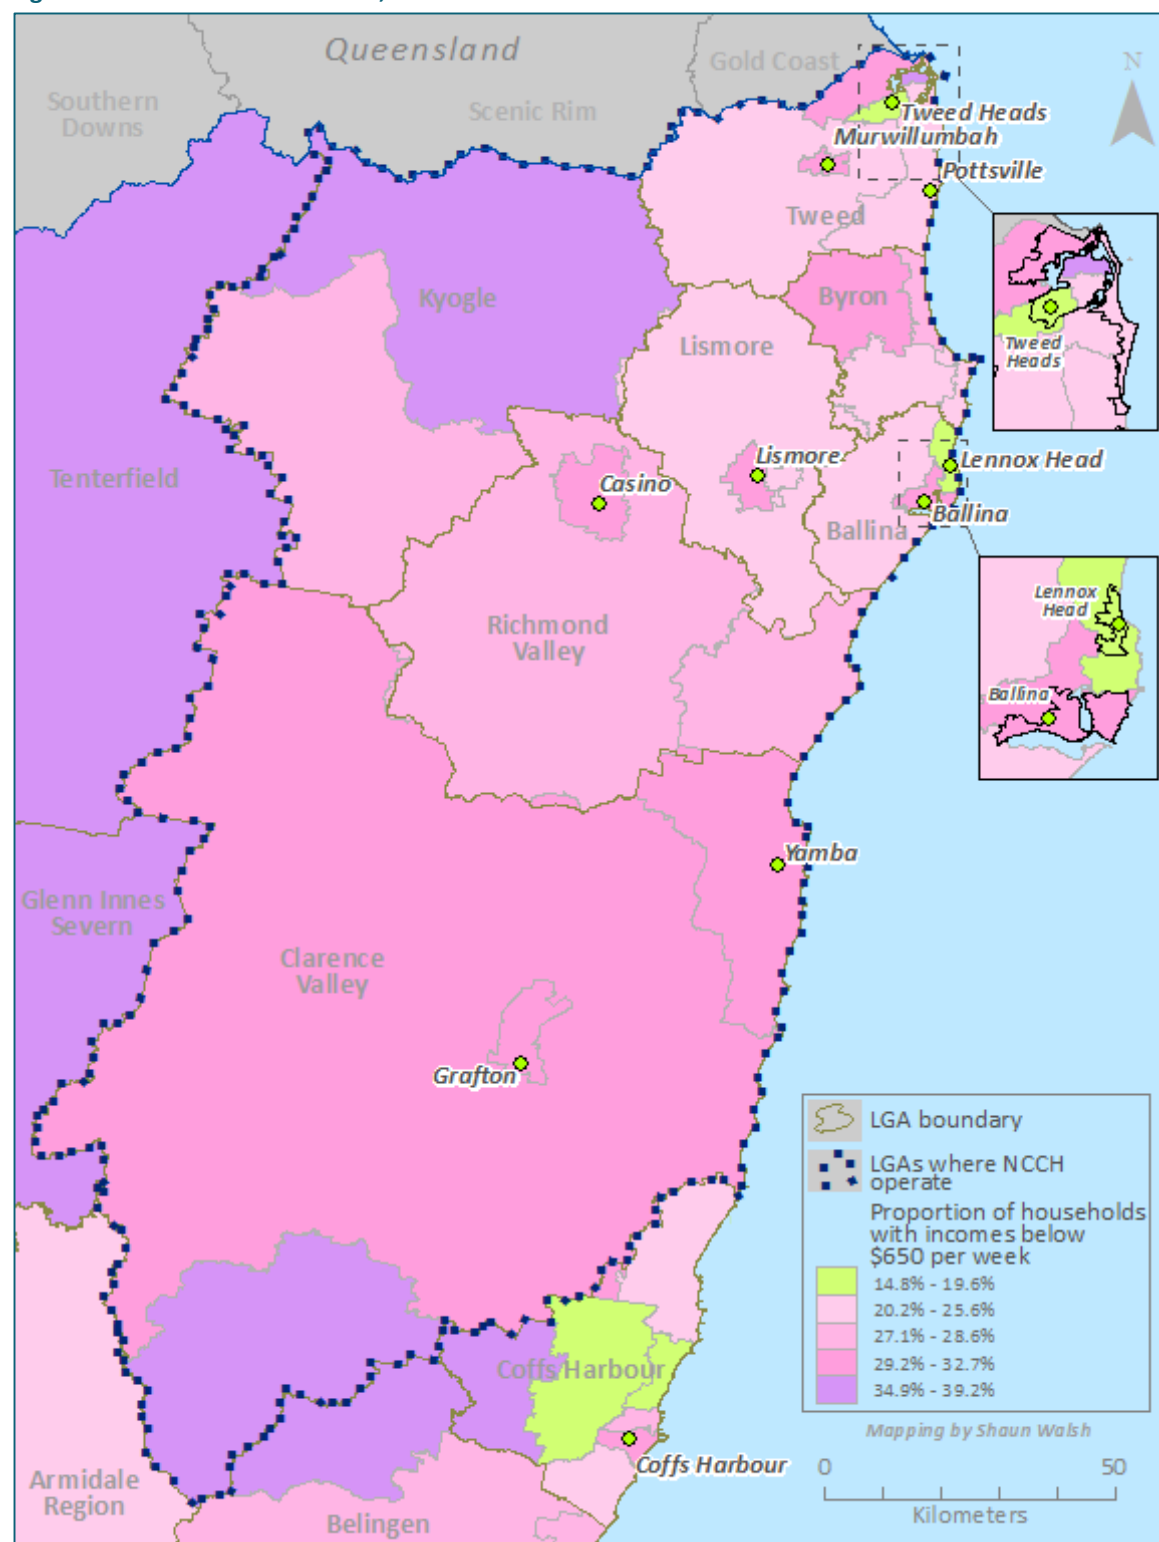 Queensland
Gold Coast
Southern
Downs
Scenic Rim
N
Tweed Heads
Murwillumbah
Pottsville
Tweed
Kyogle
Byron
Lismore
Tweed
Heads
Tenterfield
Lismore
Lennox Head
Casino
Ballina
Ballina
Lennox
Head
Richmond
Valley
Ballina
Yamba
Glenn Innes
Severn
Clarence
Valley
Grafton
LGA boundary
LGAs where NCCH
operate
Proportion of households
with incomes below
$650 per week
14.8% - 19.6%
20.2% - 25.6%
27.1% - 28.6%
29.2% - 32.7%
34.9% - 39.2%
Coffs Harbour
Mapping by Shaun Walsh
Coffs Harbour
0 50
Kilometers
Armidale
Region
Belingen